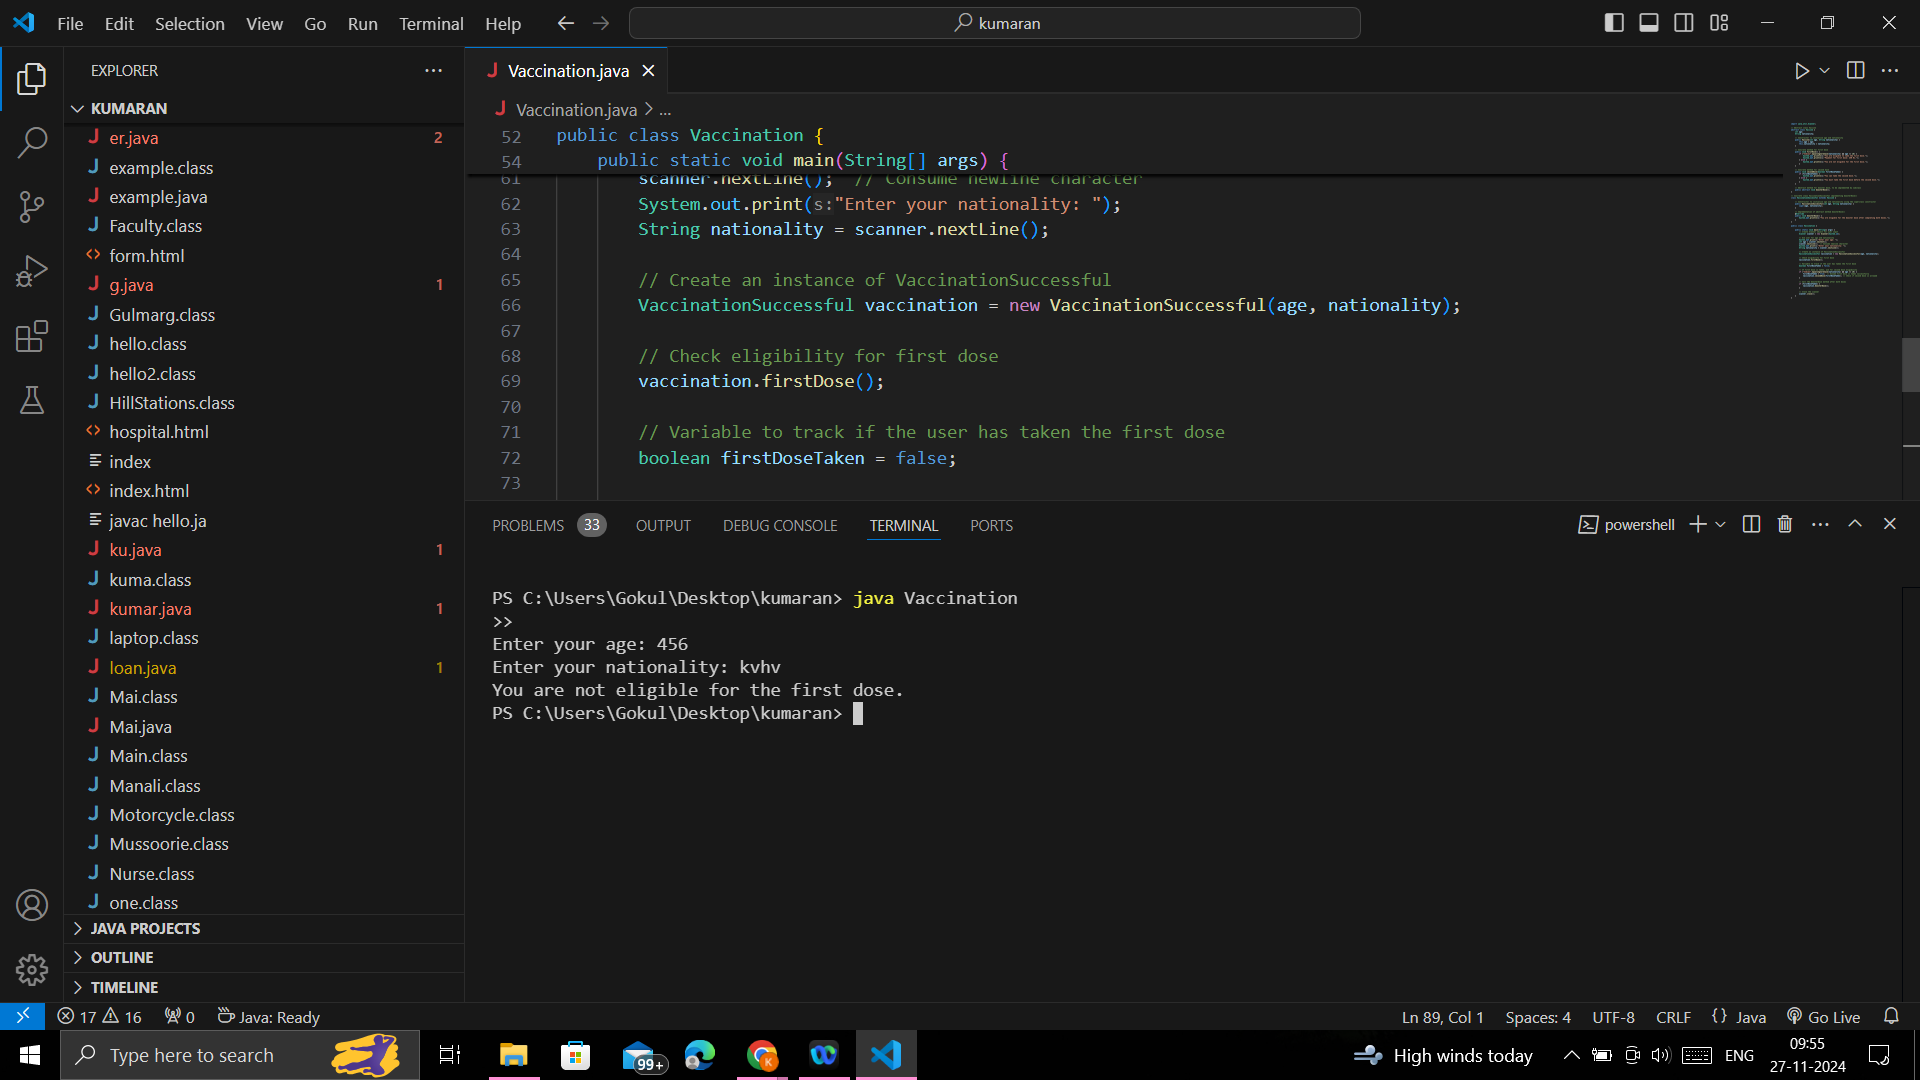 File Edit Selection View Go Run Terminal Help
kumaran
EXPLORER
KUMARAN
er.java 2
example.class
example.java
Faculty.class
form.html
g.java 1
Gulmarg.class
hello.class
hello2.class
HillStations.class
hospital.html
index
index.html
javac hello.ja
ku.java 1
kuma.class
kumar.java 1
laptop.class
loan.java 1
Mai.class
Mai.java
Main.class
Manali.class
Motorcycle.class
Mussoorie.class
Nurse.class
one.class
JAVA PROJECTS
OUTLINE
TIMELINE
Vaccination.java
Vaccination.java > ...
52 public class Vaccination {
54 public static void main(String[] args) {
61 scanner.nextLine(); // Consume newline character
62 System.out.print(s:"Enter your nationality: ");
63 String nationality = scanner.nextLine();
64
65 // Create an instance of VaccinationSuccessful
66 VaccinationSuccessful vaccination = new VaccinationSuccessful(age, nationality);
67
68 // Check eligibility for first dose
69 vaccination.firstDose();
70
71 // Variable to track if the user has taken the first dose
72 boolean firstDoseTaken = false;
73
PROBLEMS 33 OUTPUT DEBUG CONSOLE TERMINAL PORTS
powershell
PS C:\Users\Gokul\Desktop\kumaran> java Vaccination
>>
Enter your age: 456
Enter your nationality: kvhv
You are not eligible for the first dose.
PS C:\Users\Gokul\Desktop\kumaran>
17 16 0 Java: Ready
Ln 89, Col 1 Spaces: 4 UTF-8 CRLF {} Java Go Live
Type here to search
99+
K
High winds today
ENG
09:55
27-11-2024